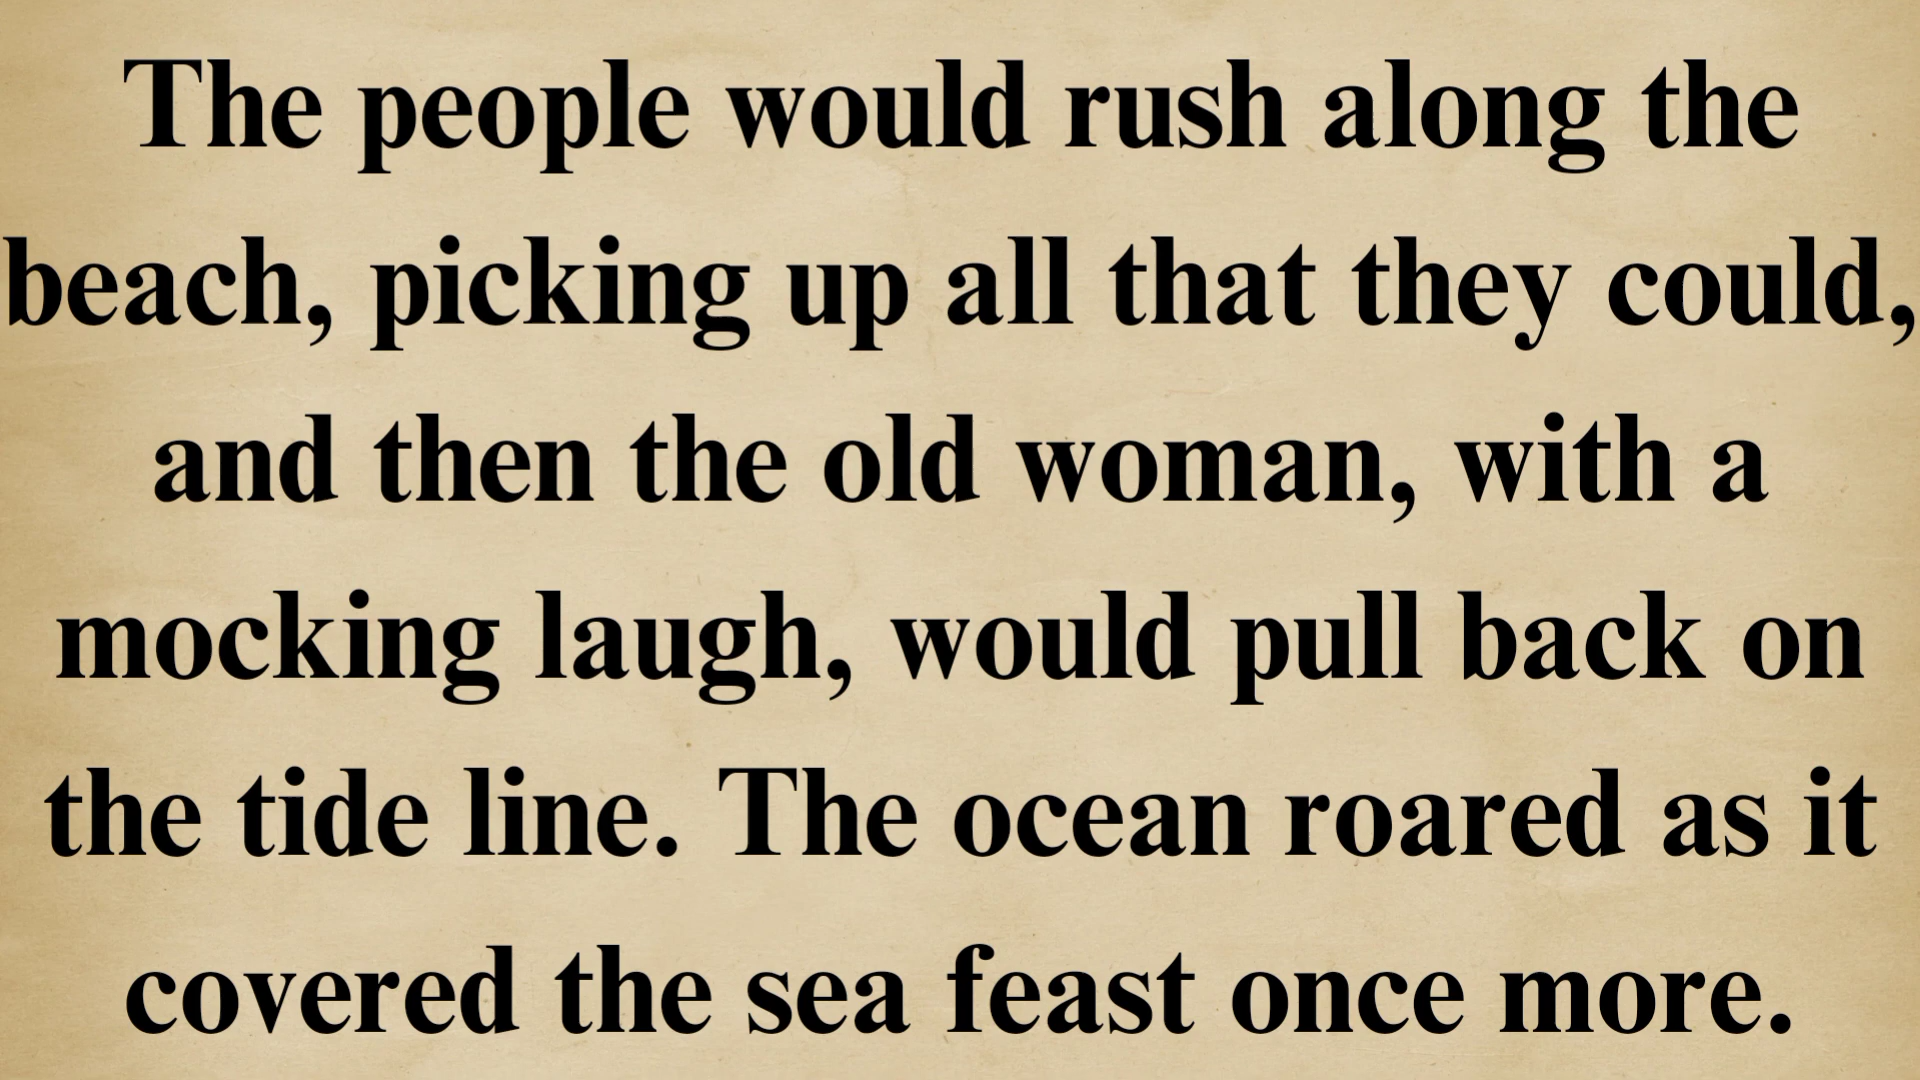 The people would rush along the
beach, picking up all that they could,
and then the old woman, with a
mocking laugh, would pull back on
the tide line. The ocean roared as it
covered the sea feast once more.